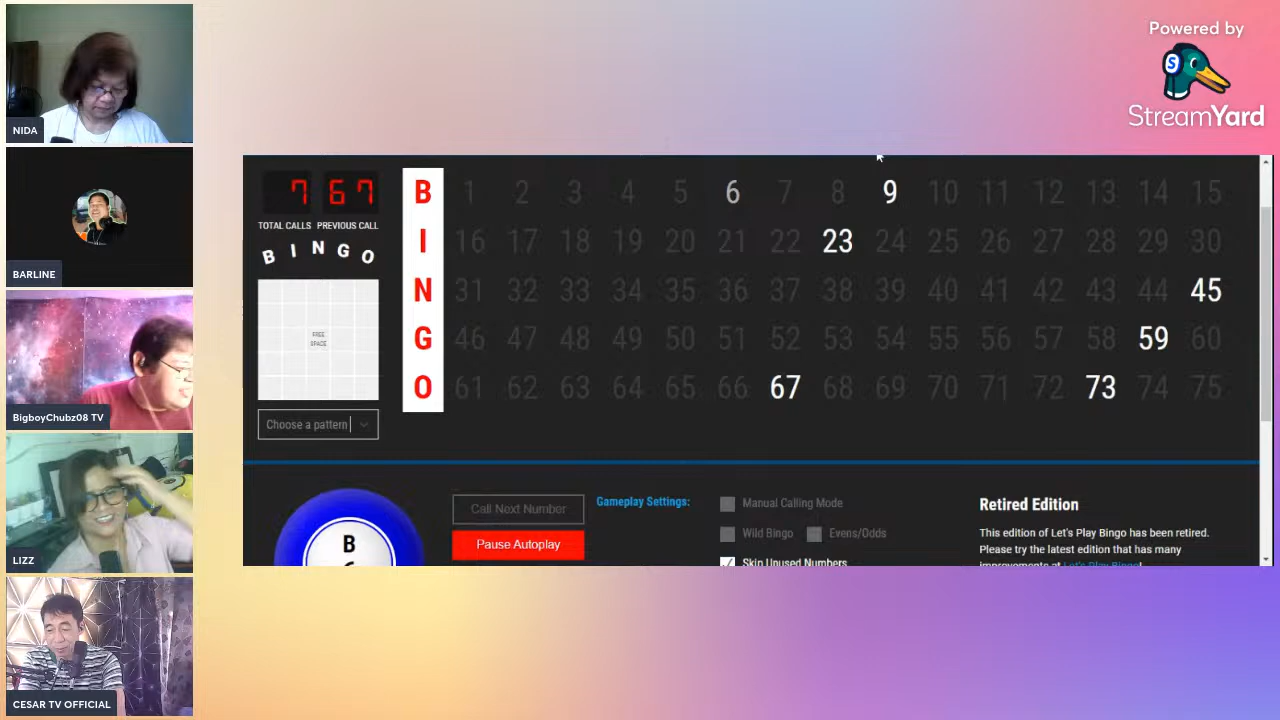 Powered by
StreamYard
NIDA
BARLINE
BigboyChubz08 TV
LIZZ
CESAR TV OFFICIAL
7 67
TOTAL CALLS PREVIOUS CALL
BINGO
FREE
SPACE
Choose a pattern
B 1 2 3 4 5 6 7 8 9 10 11 12 13 14 15
I 16 17 18 19 20 21 22 23 24 25 26 27 28 29 30
N 31 32 33 34 35 36 37 38 39 40 41 42 43 44 45
G 46 47 48 49 50 51 52 53 54 55 56 57 58 59 60
O 61 62 63 64 65 66 67 68 69 70 71 72 73 74 75
B
Call Next Number
Pause Autoplay
Gameplay Settings:
Manual Calling Mode
Wild Bingo Evens/Odds
Skip Unused Numbers
Retired Edition
This edition of Let's Play Bingo has been retired.
Please try the latest edition that has many
improvements at Let's Play Bingo!